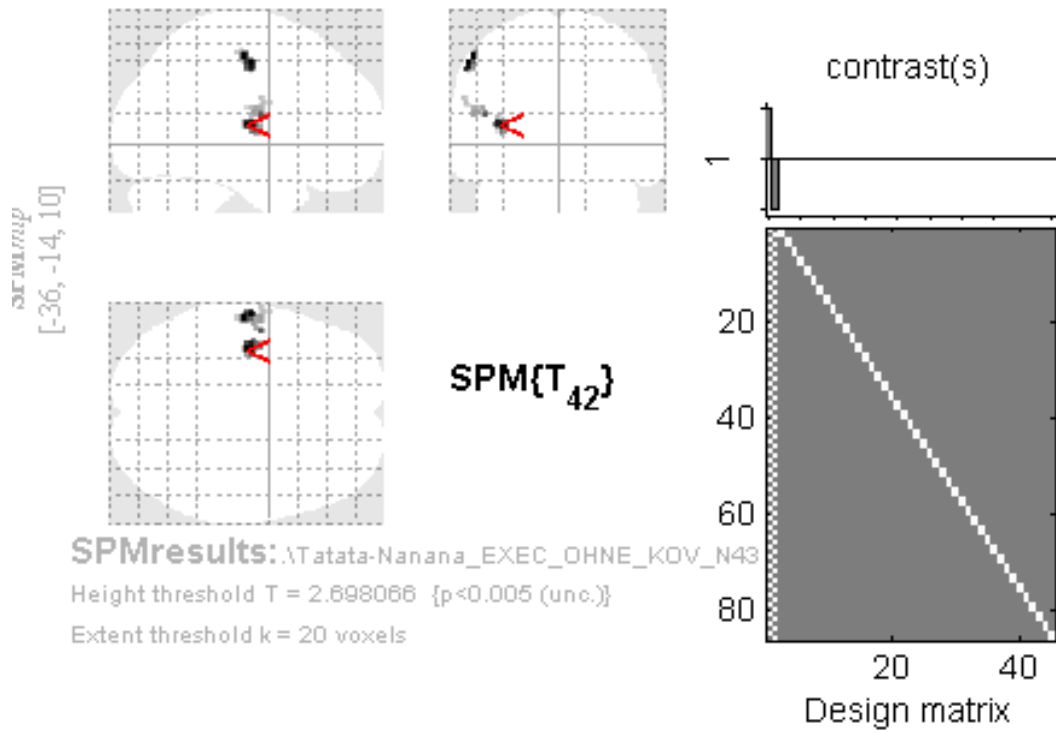 contrast(s)
1
SPMmip
[-36, -14, 10]
SPM{T42}
20
40
60
80
20 40
Design matrix
SPMresults: .\Tatata-Nanana_EXEC_OHNE_KOV_N43
Height threshold T = 2.698066 {p<0.005 (unc.)}
Extent threshold k = 20 voxels